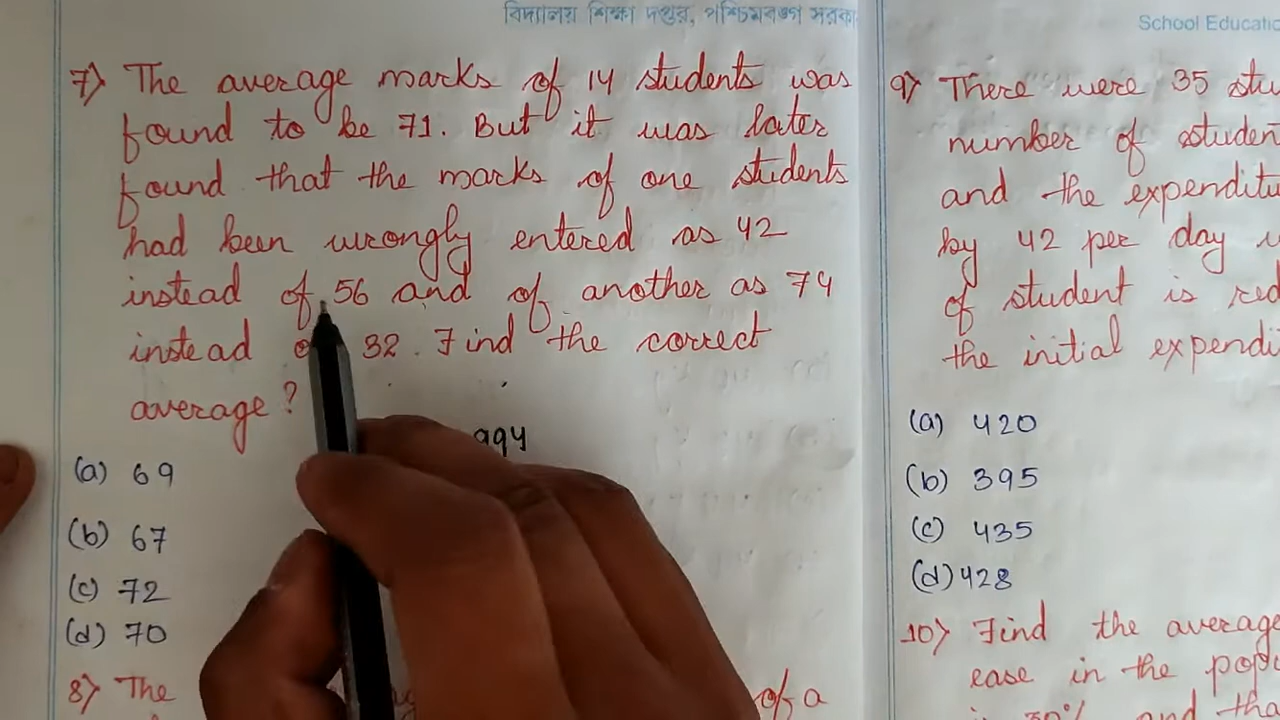 বিদ্যালয় শিক্ষা দপ্তর, পশ্চিমবঙ্গ সরকা
7) The average marks of 14 students was
found to be 71. But it was later
found that the marks of one students
had been wrongly entered as 42
instead of 56 and of another as 74
instead 32. Find the correct
average?
994
(a) 69
(b) 67
(c) 72
(d) 70
8) The
of a
School Educatio
9) There were 35 stu
number of studen
and the expenditu
by 42 per day
of student is red
the initial expendi
(a) 420
(b) 395
(c) 435
(d) 428
10) Find the average
ease in the popu
and tha